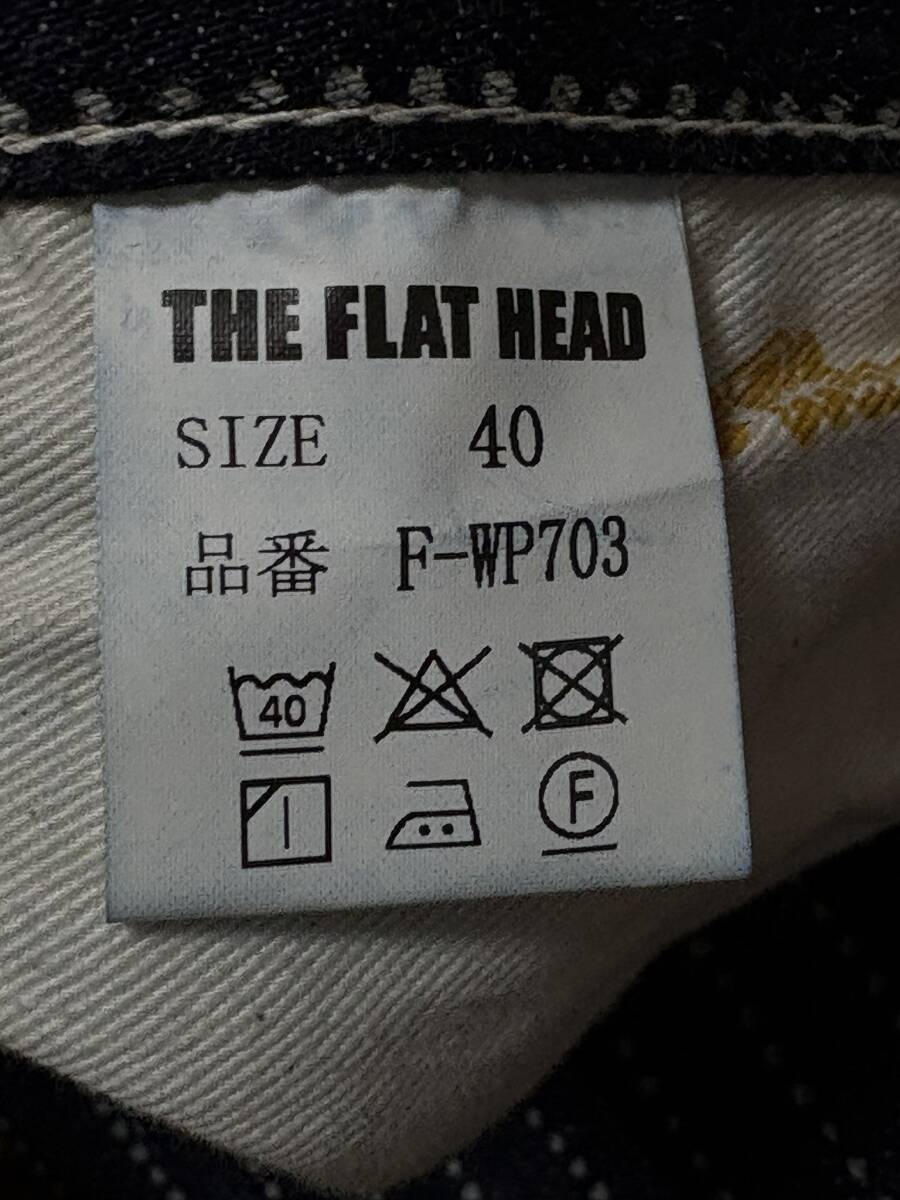 THE FLAT HEAD
SIZE 40
品番 F-WP703
40
F